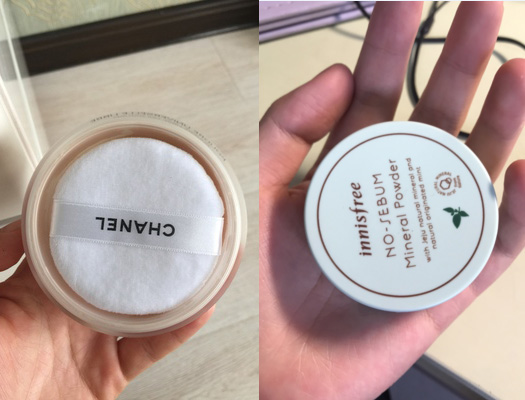 CHANEL
innisfree
NO-SEBUM
Mineral Powder
with Jeju natural mineral and
natural originated mint